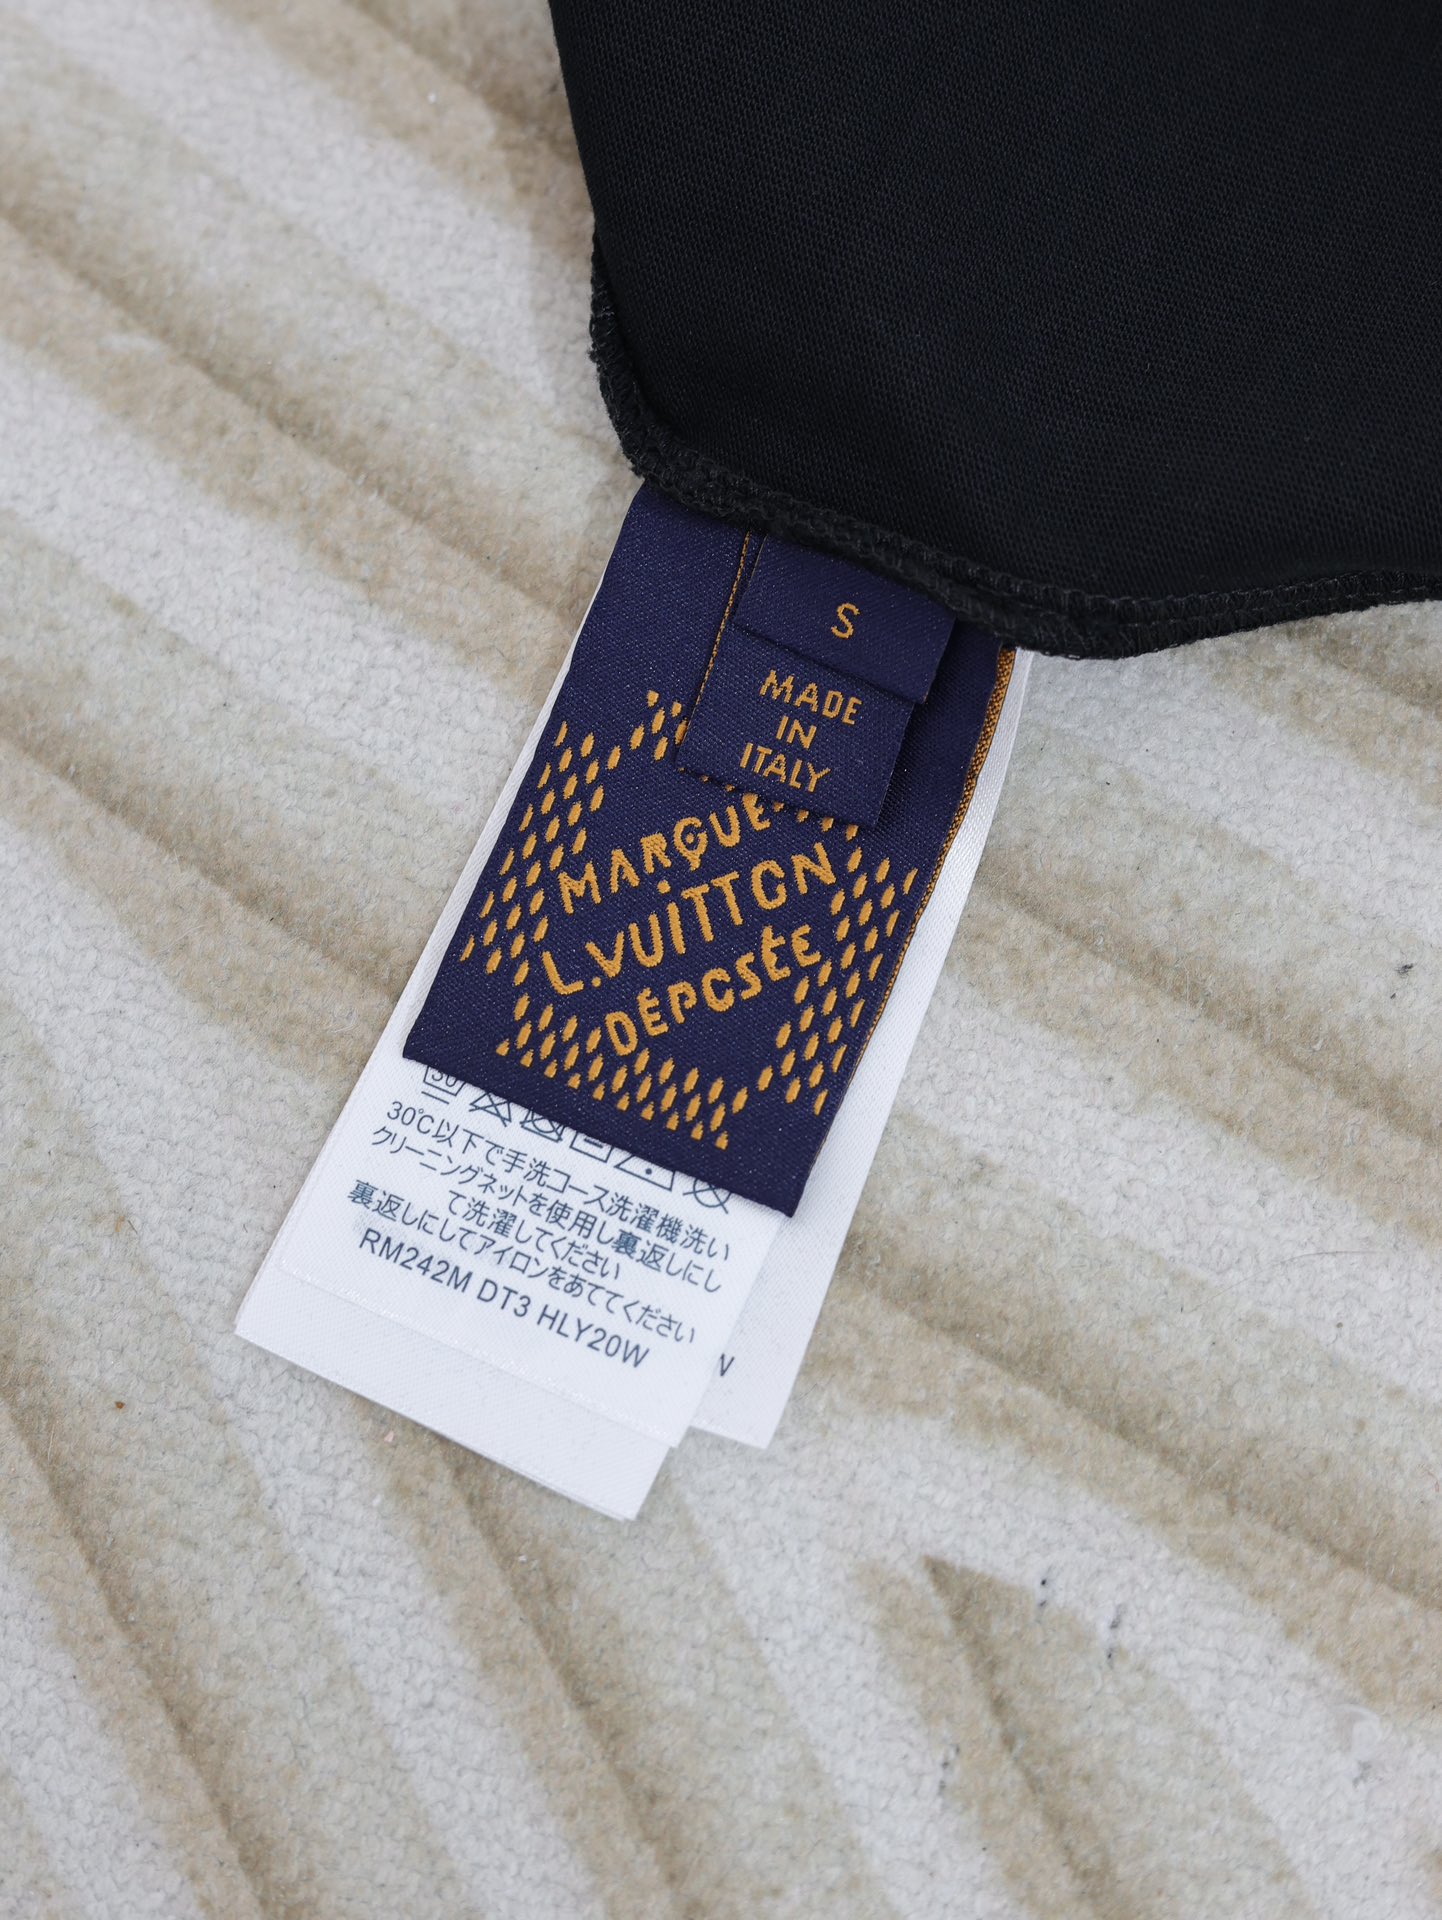 S
MADE
IN
ITALY
MARQUE
L.VUITTON
DÉPOSÉE
30
30℃以下で手洗コース洗濯機洗い
クリーニングネットを使用し裏返しにし
て洗濯してください
裏返しにしてアイロンをあててください
RM242M DT3 HLY20W
W